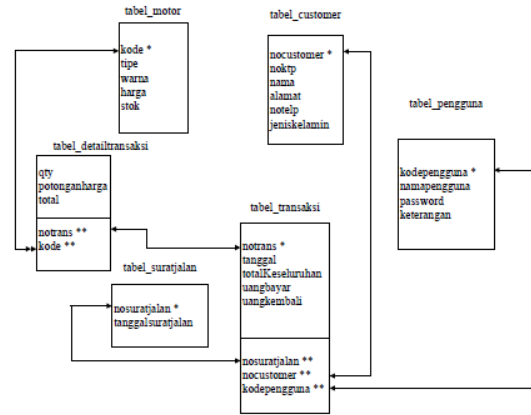 tabel_motor
kode *
tipe
warna
harga
stok
tabel_customer
nocustomer *
noktp
nama
alamat
notelp
jeniskelamin
tabel_pengguna
kodepengguna *
namapengguna
password
keterangan
tabel_detailtransaksi
qty
potonganharga
total
notrans **
kode **
tabel_transaksi
notrans *
tanggal
totalKeseluruhan
uangbayar
uangkembali
nosuratjalan **
nocustomer **
kodepengguna **
tabel_suratjalan
nosuratjalan *
tanggalsuratjalan